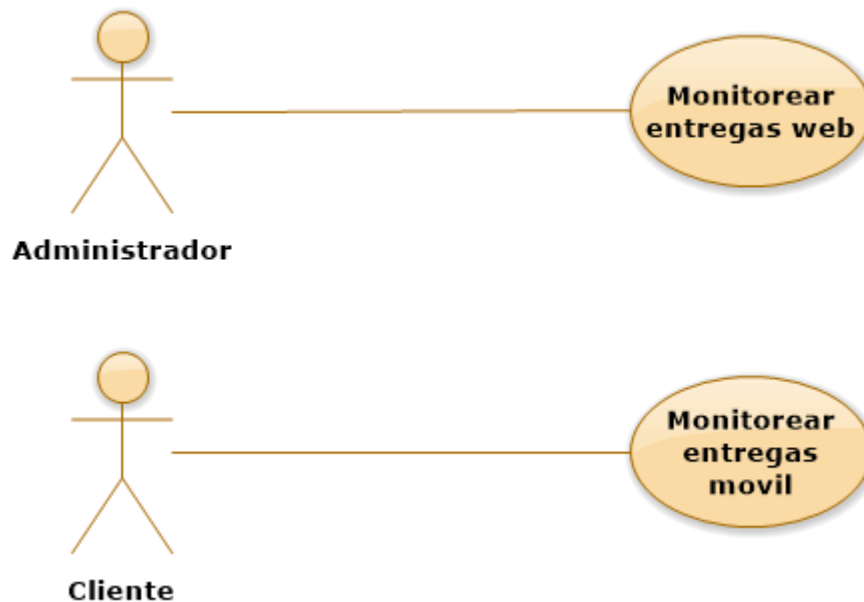 Monitorear
entregas web
Administrador
Monitorear
entregas
movil
Cliente